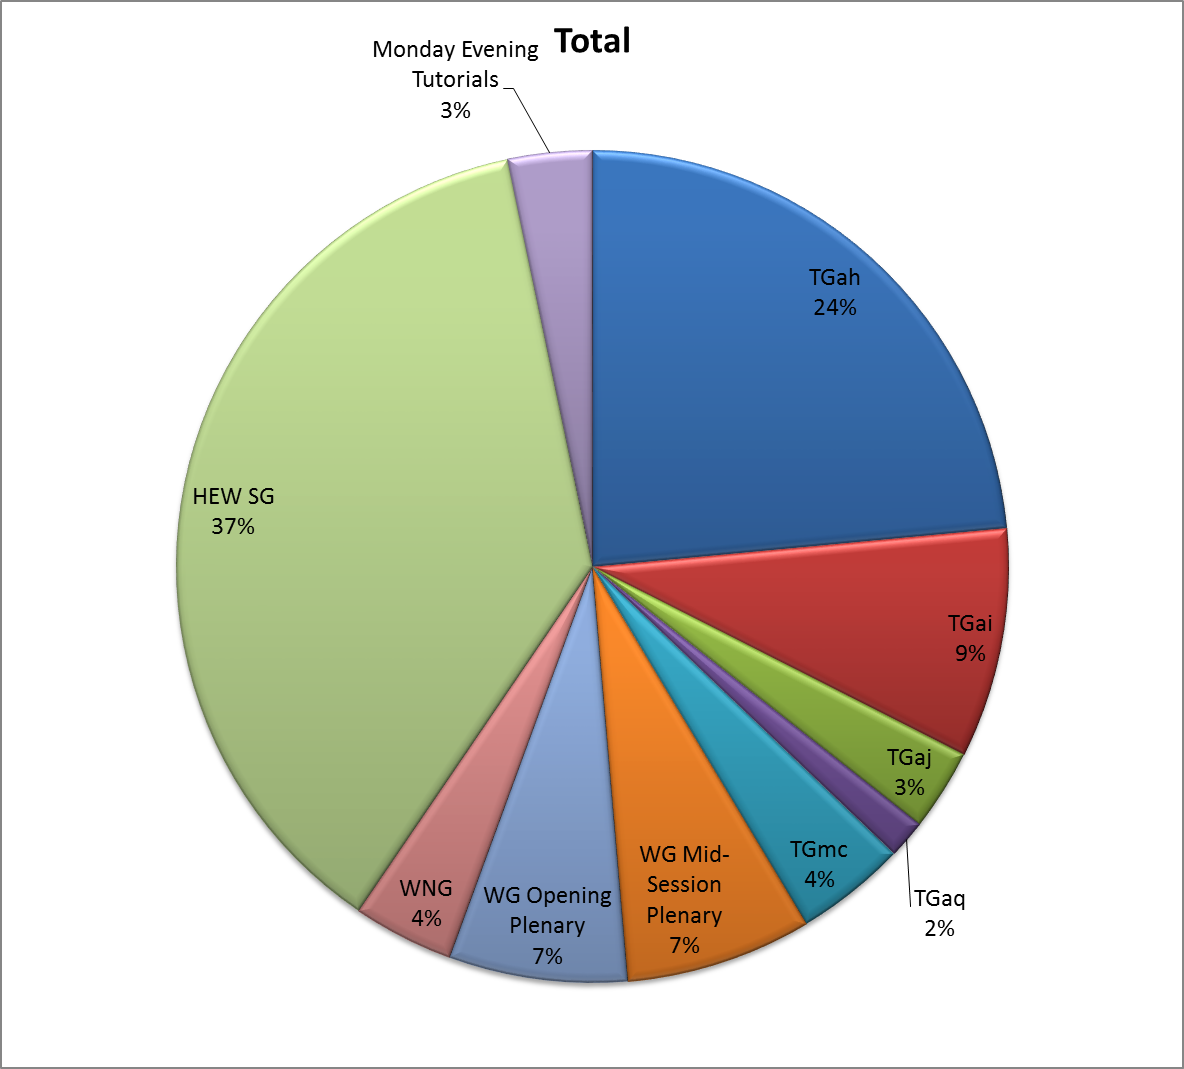 Total
Monday Evening
Tutorials
3%
TGah
24%
HEW SG
37%
TGai
9%
TGaj
3%
TGaq
2%
TGmc
4%
WG Mid-
Session
Plenary
7%
WG Opening
Plenary
7%
WNG
4%